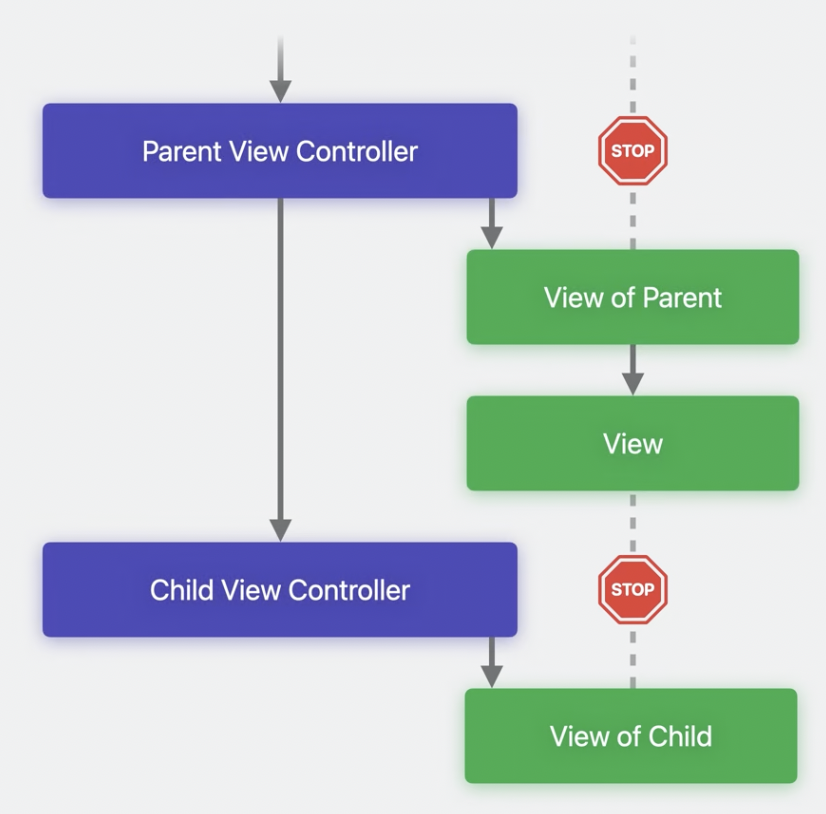 Parent View Controller
STOP
View of Parent
View
Child View Controller
STOP
View of Child